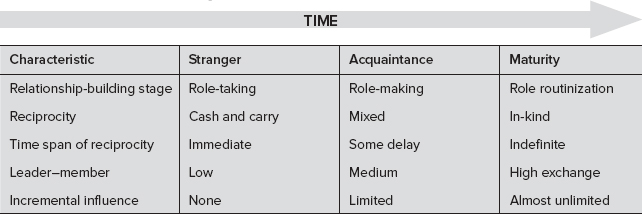 TIME
Characteristic Stranger Acquaintance Maturity
Relationship-building stage Role-taking Role-making Role routinization
Reciprocity Cash and carry Mixed In-kind
Time span of reciprocity Immediate Some delay Indefinite
Leader–member Low Medium High exchange
Incremental influence None Limited Almost unlimited